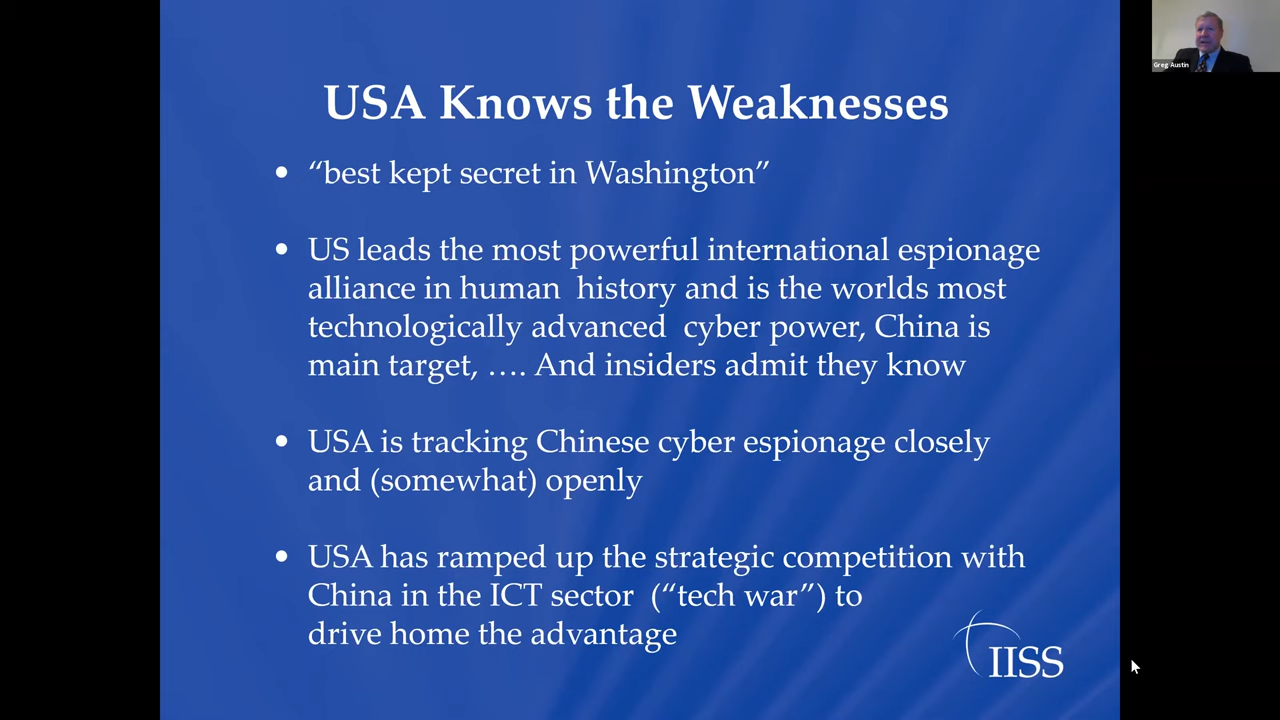 USA Knows the Weaknesses
• “best kept secret in Washington”
• US leads the most powerful international espionage
alliance in human history and is the worlds most
technologically advanced cyber power, China is
main target, …. And insiders admit they know
• USA is tracking Chinese cyber espionage closely
and (somewhat) openly
• USA has ramped up the strategic competition with
China in the ICT sector (“tech war”) to
drive home the advantage
IISS
Greg Austin